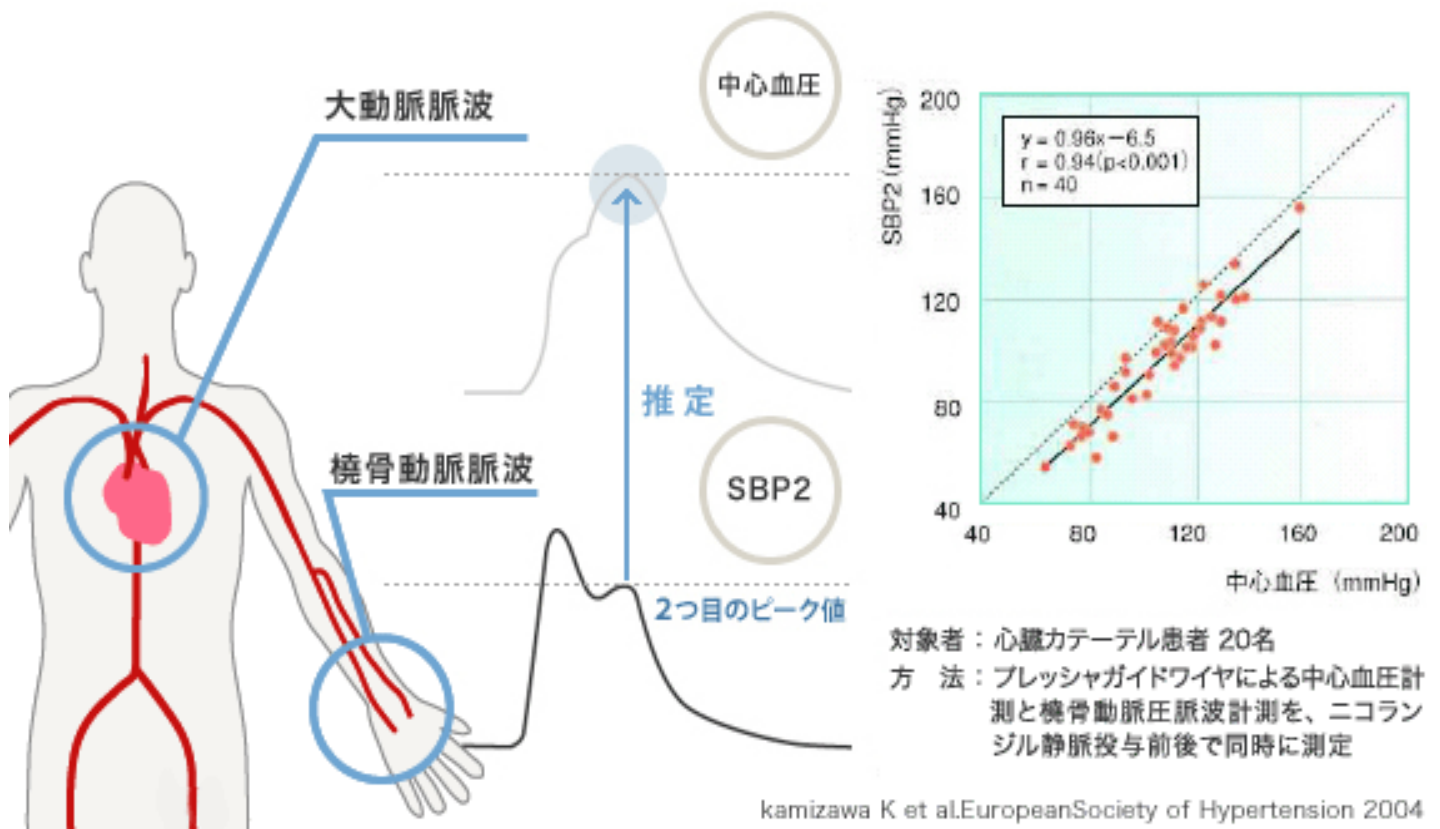 大動脈脈波
中心血圧
推定
橈骨動脈脈波
SBP2
2つ目のピーク値
SBP2 (mmHg)
200
160
120
80
40
y = 0.96x－6.5
r = 0.94(p<0.001)
n = 40
40
80
120
160
200
中心血圧 (mmHg)
対象者：心臓カテーテル患者 20名
方　法：プレッシャガイドワイヤによる中心血圧計
測と橈骨動脈圧脈波計測を、ニコラン
ジル静脈投与前後で同時に測定
kamizawa K et al.EuropeanSociety of Hypertension 2004